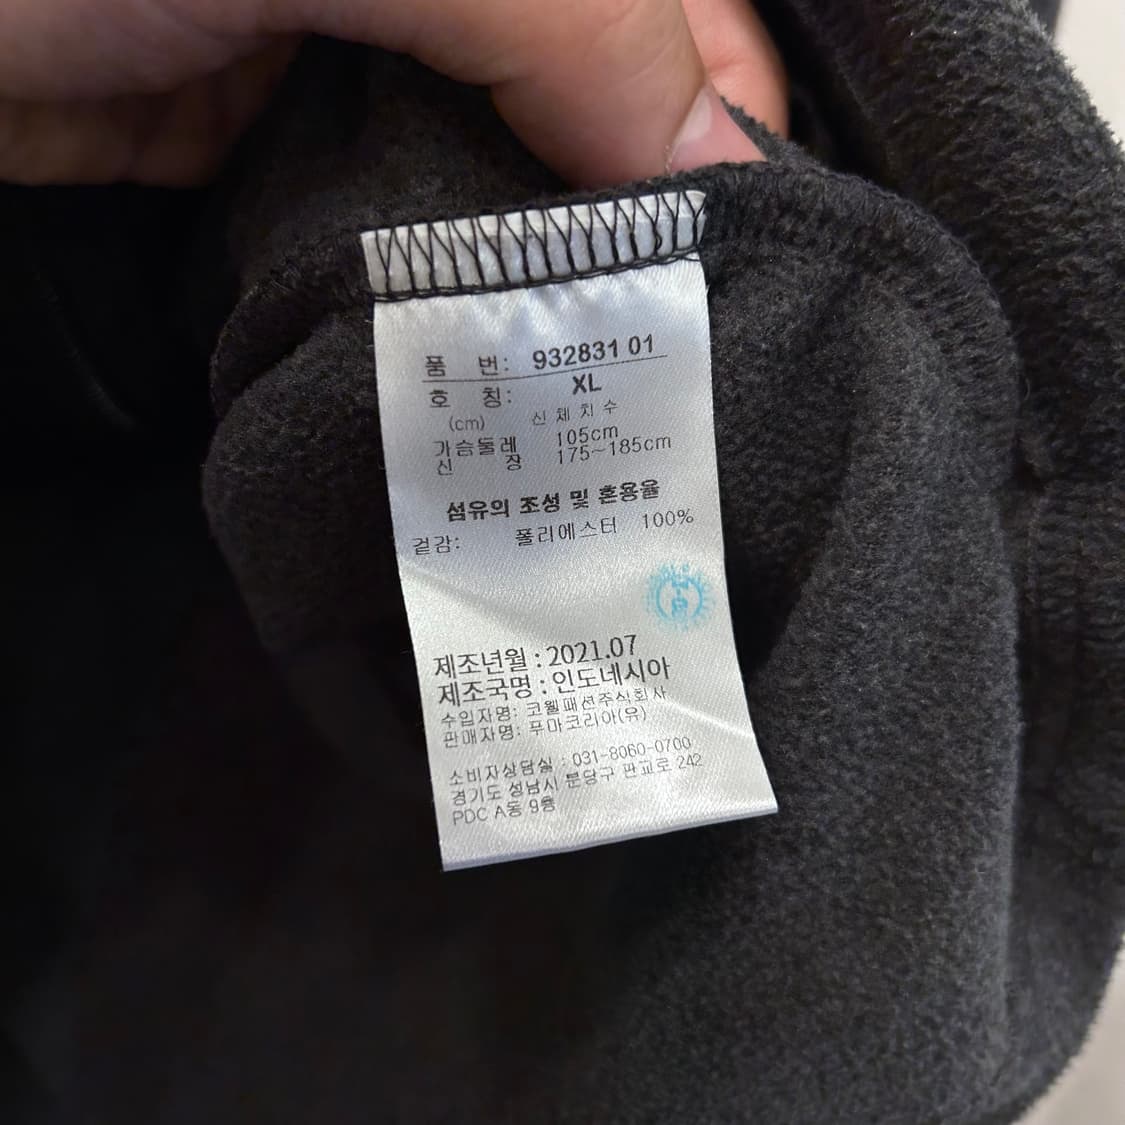 품 번: 932831 01
호 칭: XL
(cm) 신체치수
가슴둘레 105cm
신 장 175~185cm
섬유의 조성 및 혼용율
겉감: 폴리에스터 100%
제조년월 : 2021.07
제조국명 : 인도네시아
수입자명: 코웰패션주식회사
판매자명: 푸마코리아(유)
소비자상담실 : 031-8060-0700
경기도 성남시 분당구 판교로 242
PDC A동 9층